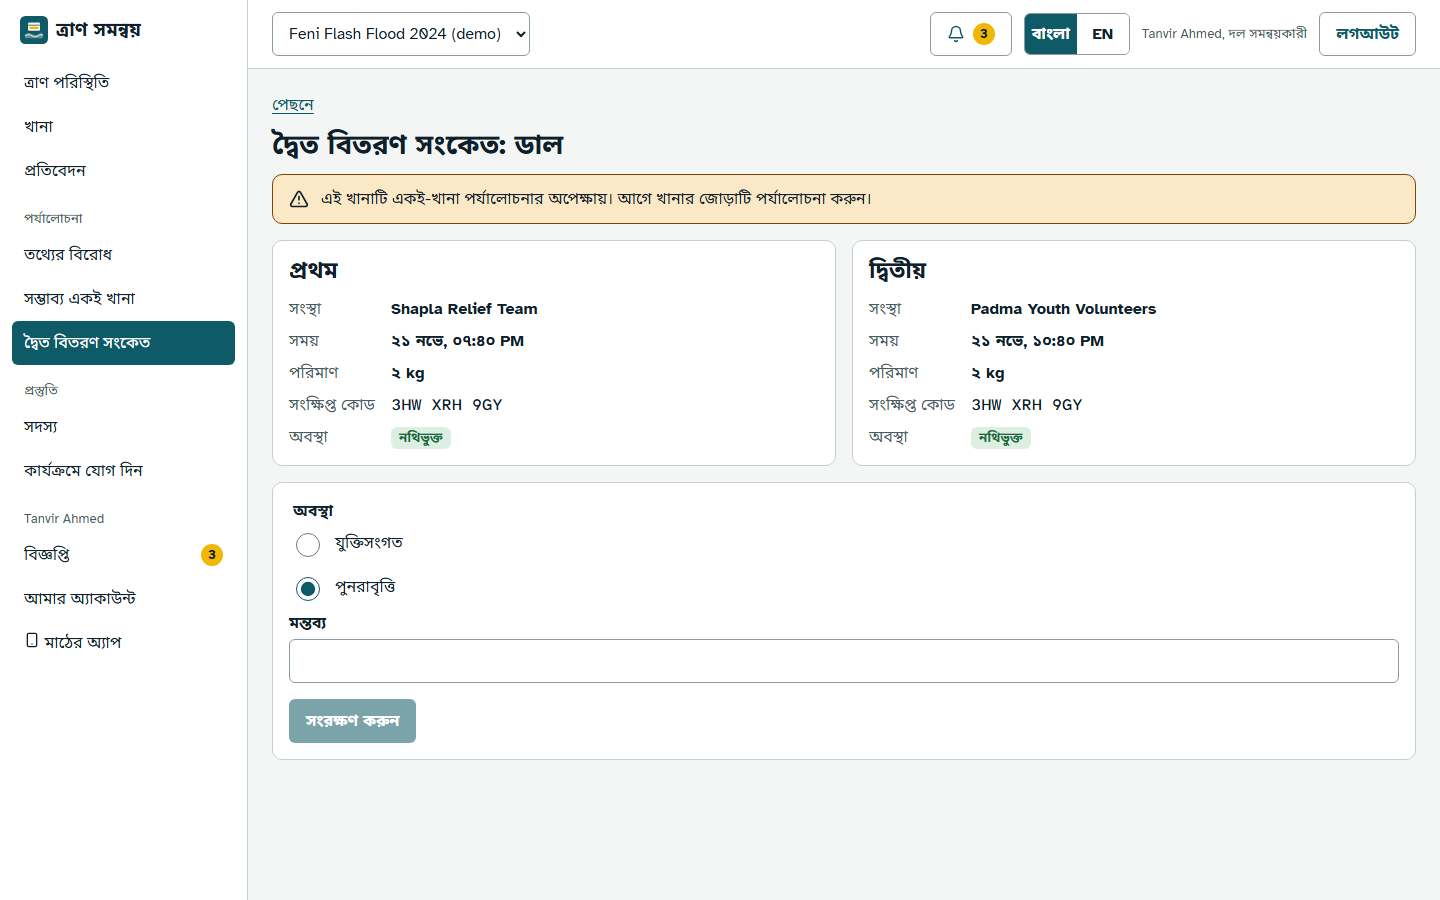 ত্রাণ সমন্বয়
ত্রাণ পরিস্থিতি
খানা
প্রতিবেদন
পর্যালোচনা
তথ্যের বিরোধ
সম্ভাব্য একই খানা
দ্বৈত বিতরণ সংকেত
প্রস্তুতি
সদস্য
কার্যক্রমে যোগ দিন
Tanvir Ahmed
বিজ্ঞপ্তি 3
আমার অ্যাকাউন্ট
মাঠের অ্যাপ
Feni Flash Flood 2024 (demo)
3
বাংলা EN
Tanvir Ahmed, দল সমন্বয়কারী
লগআউট
পেছনে
দ্বৈত বিতরণ সংকেত: ডাল
এই খানাটি একই-খানা পর্যালোচনার অপেক্ষায়। আগে খানার জোড়াটি পর্যালোচনা করুন।
প্রথম
সংস্থা Shapla Relief Team
সময় ২১ নভে, ০৭:৪০ PM
পরিমাণ ২ kg
সংক্ষিপ্ত কোড 3HW XRH 9GY
অবস্থা নথিভুক্ত
দ্বিতীয়
সংস্থা Padma Youth Volunteers
সময় ২১ নভে, ১০:৪০ PM
পরিমাণ ২ kg
সংক্ষিপ্ত কোড 3HW XRH 9GY
অবস্থা নথিভুক্ত
অবস্থা
যুক্তিসংগত
পুনরাবৃত্তি
মন্তব্য
সংরক্ষণ করুন